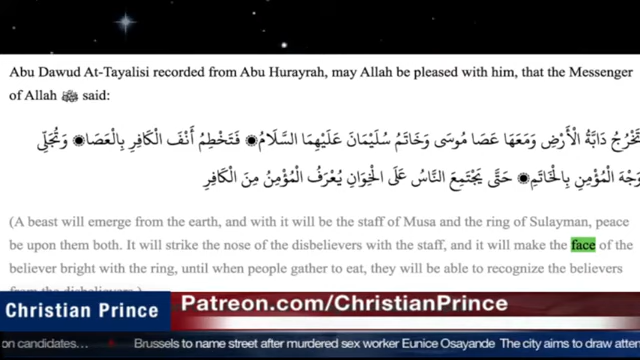 Abu Dawud At-Tayalisi recorded from Abu Hurayrah, may Allah be pleased with him, that the Messenger
of Allah ﷺ said:
تَخْرُجُ دَابَّةُ الْأَرْضِ وَمَعَهَا عَصَا مُوسَى وَخَاتَمُ سُلَيْمَانَ عَلَيْهِمَا السَّلَامُ فَتَخْطِمُ أَنْفَ الْكَافِرِ بِالْعَصَا وَتُجَلِّي
وَجْهَ الْمُؤْمِنِ بِالْخَاتَمِ حَتَّى يَجْتَمِعَ النَّاسُ عَلَى الْخِوَانِ يُعْرَفُ الْمُؤْمِنُ مِنَ الْكَافِرِ
(A beast will emerge from the earth, and with it will be the staff of Musa and the ring of Sulayman, peace
be upon them both. It will strike the nose of the disbelievers with the staff, and it will make the face of the
believer bright with the ring, until when people gather to eat, they will be able to recognize the believers
Christian Prince
Patreon.com/ChristianPrince
on candidates...
Brussels to name street after murdered sex worker Eunice Osayande
The city aims to draw atten